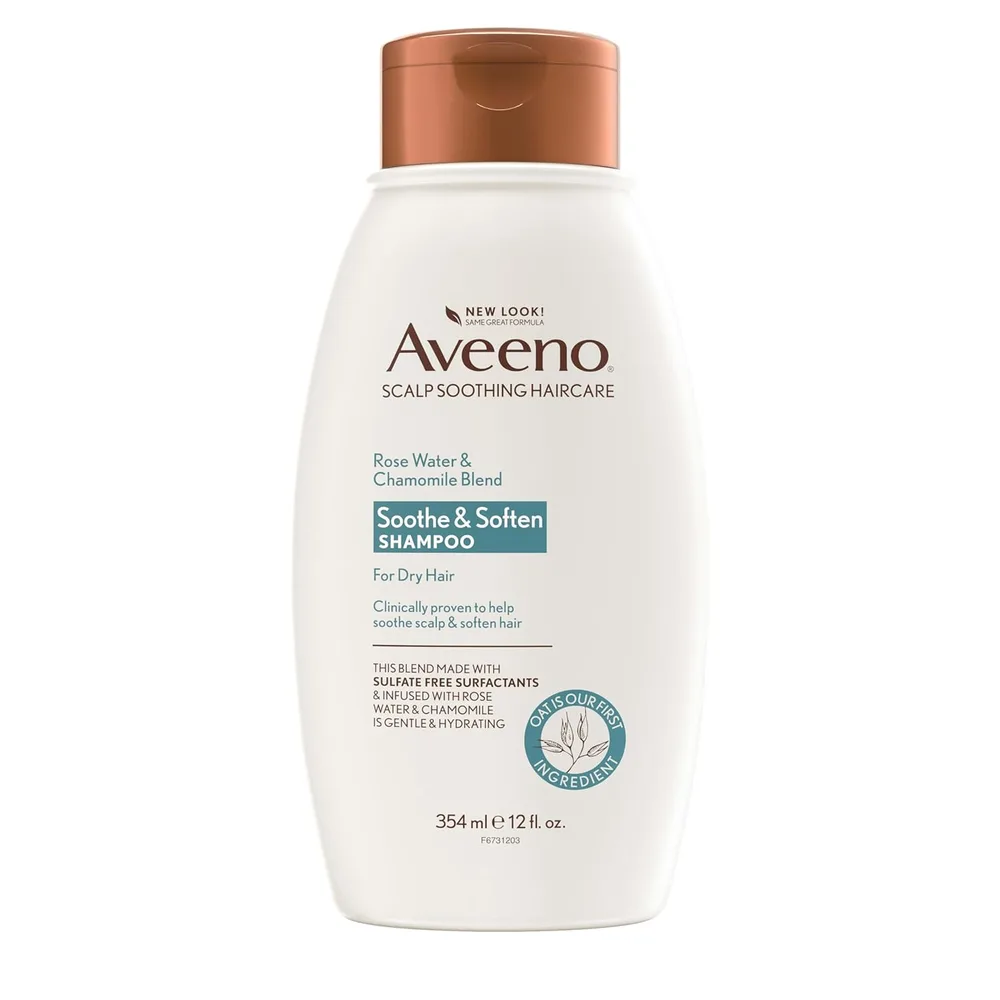 NEW LOOK!
SAME GREAT FORMULA
Aveeno®
SCALP SOOTHING HAIRCARE
Rose Water &
Chamomile Blend
Soothe & Soften
SHAMPOO
For Dry Hair
Clinically proven to help
soothe scalp & soften hair
THIS BLEND MADE WITH
SULFATE FREE SURFACTANTS
& INFUSED WITH ROSE
WATER & CHAMOMILE
IS GENTLE & HYDRATING
OAT IS OUR FIRST
INGREDIENT
354 ml e 12 fl. oz.
F6731203